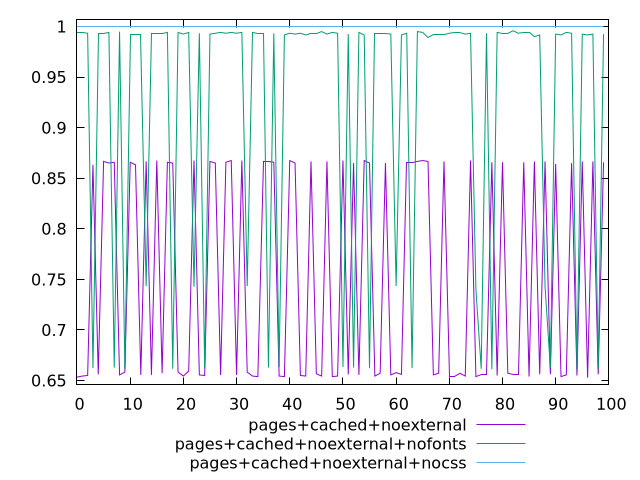 1
0.95
0.9
0.85
0.8
0.75
0.7
0.65
0 10 20 30 40 50 60 70 80 90 100
pages+cached+noexternal
pages+cached+noexternal+nofonts
pages+cached+noexternal+nocss